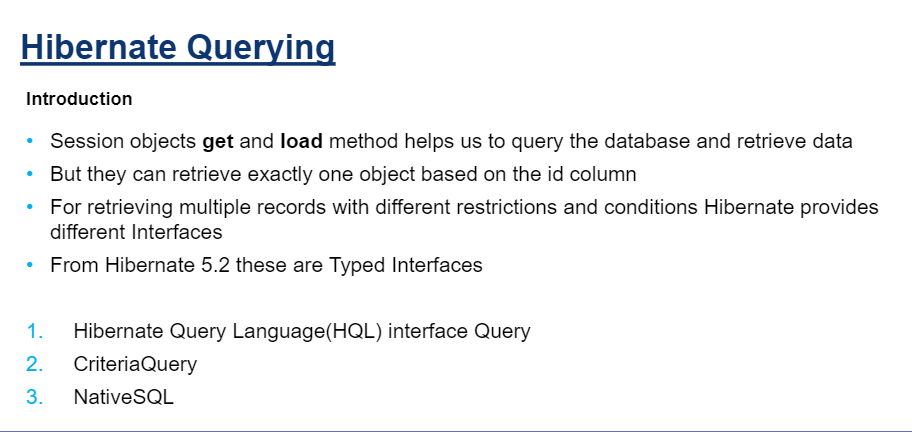 Hibernate Querying
Introduction
• Session objects get and load method helps us to query the database and retrieve data
• But they can retrieve exactly one object based on the id column
• For retrieving multiple records with different restrictions and conditions Hibernate provides
different Interfaces
• From Hibernate 5.2 these are Typed Interfaces
1. Hibernate Query Language(HQL) interface Query
2. CriteriaQuery
3. NativeSQL